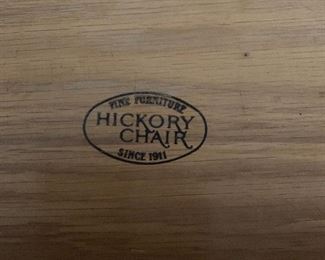 FINE FURNITURE
HICKORY
CHAIR
SINCE 1911